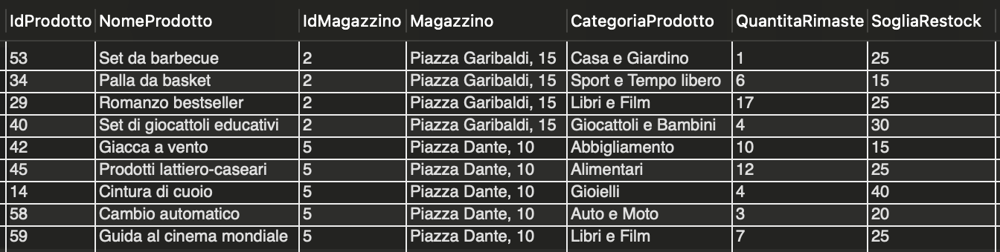 IdProdotto NomeProdotto IdMagazzino Magazzino CategoriaProdotto QuantitaRimaste SogliaRestock
53 Set da barbecue 2 Piazza Garibaldi, 15 Casa e Giardino 1 25
34 Palla da basket 2 Piazza Garibaldi, 15 Sport e Tempo libero 6 15
29 Romanzo bestseller 2 Piazza Garibaldi, 15 Libri e Film 17 25
40 Set di giocattoli educativi 2 Piazza Garibaldi, 15 Giocattoli e Bambini 4 30
42 Giacca a vento 5 Piazza Dante, 10 Abbigliamento 10 15
45 Prodotti lattiero-caseari 5 Piazza Dante, 10 Alimentari 12 25
14 Cintura di cuoio 5 Piazza Dante, 10 Gioielli 4 40
58 Cambio automatico 5 Piazza Dante, 10 Auto e Moto 3 20
59 Guida al cinema mondiale 5 Piazza Dante, 10 Libri e Film 7 25